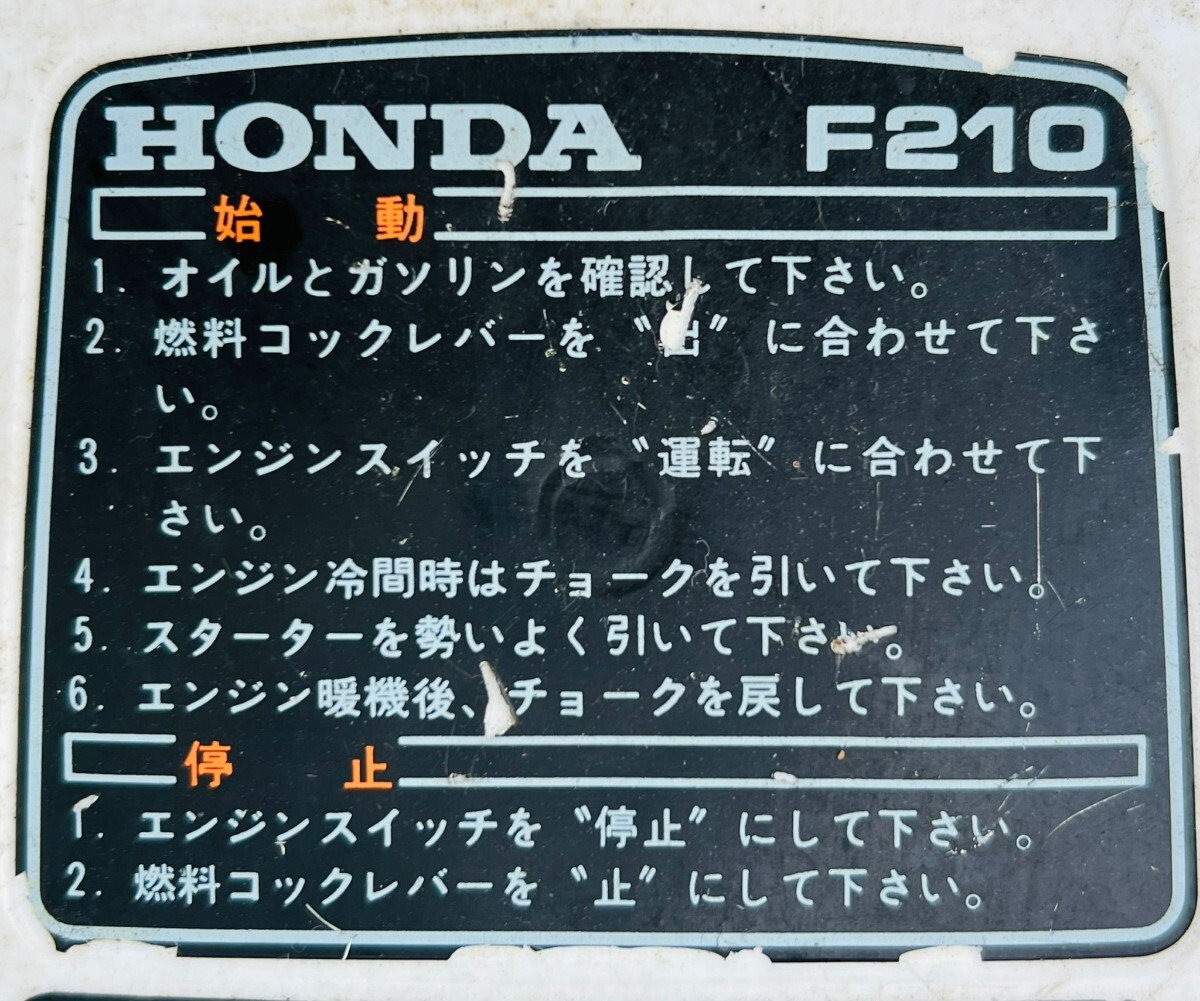 HONDA F210
始動
1. オイルとガソリンを確認して下さい。
2. 燃料コックレバーを〝出〞に合わせて下さ
い。
3. エンジンスイッチを〝運転〞に合わせて下
さい。
4. エンジン冷間時はチョークを引いて下さい。
5. スターターを勢いよく引いて下さい。
6. エンジン暖機後、チョークを戻して下さい。
停止
1. エンジンスイッチを〝停止〞にして下さい。
2. 燃料コックレバーを〝止〞にして下さい。